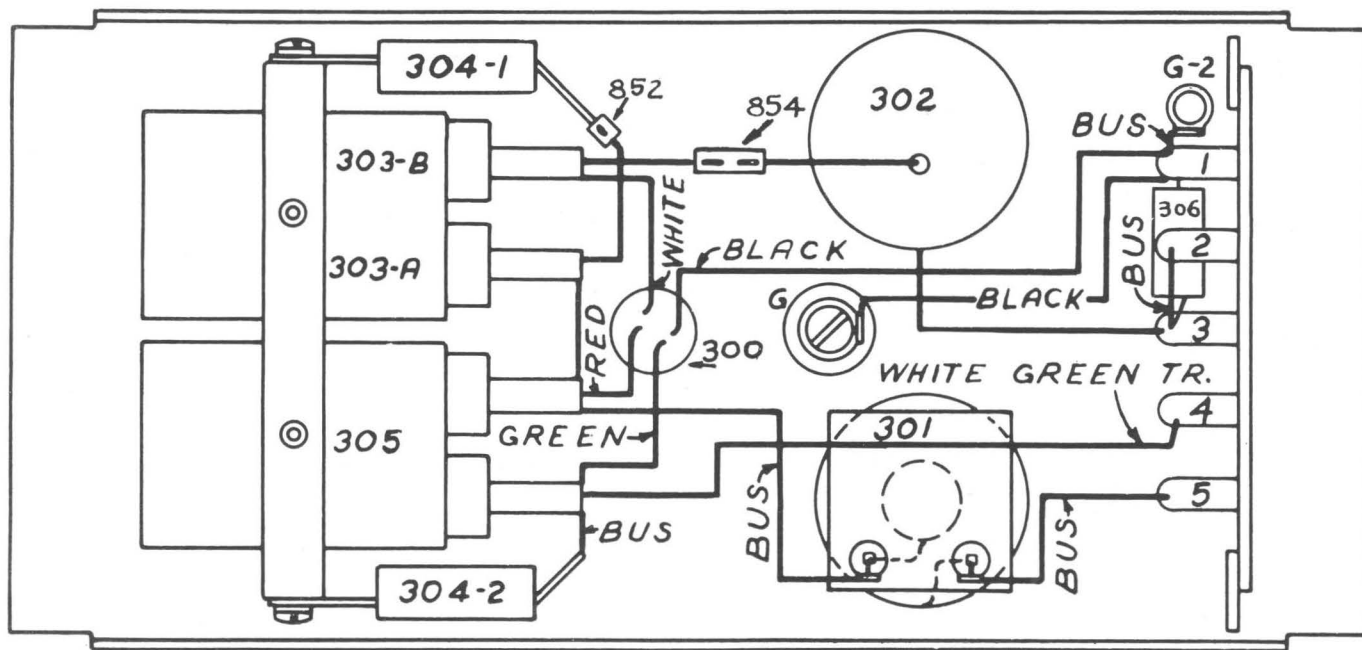 304-1
852
854
302
G-2
BUS
303-B
1
306
WHITE
2
303-A
BLACK
BUS
G
BLACK
3
RED
300
WHITE GREEN TR.
4
305
GREEN
301
5
BUS
BUS
BUS
304-2